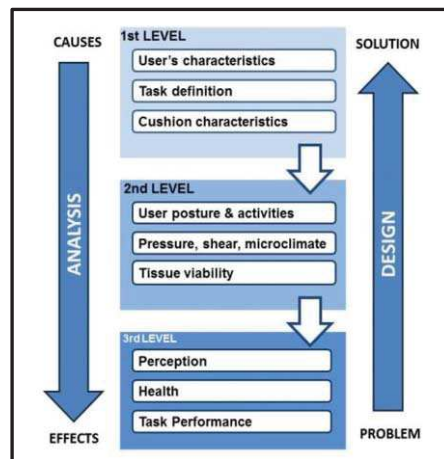 CAUSES
1st LEVEL
SOLUTION
User's characteristics
Task definition
Cushion characteristics
ANALYSIS
2nd LEVEL
User posture & activities
Pressure, shear, microclimate
Tissue viability
DESIGN
3rd LEVEL
Perception
Health
Task Performance
EFFECTS
PROBLEM